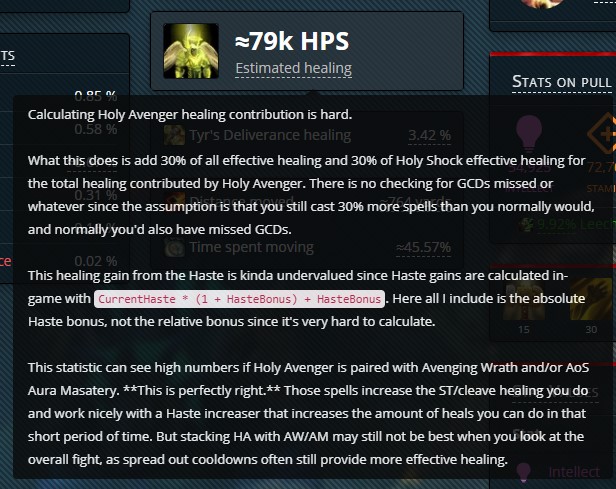 ≈79k HPS
STATS ON PULL
TS
Estimated healing
0.85 %
Calculating Holy Avenger healing contribution is hard.
0.58 %
Tyr's Deliverance healing
3.42 %
What this does is add 30% of all effective healing and 30% of Holy Shock effective healing for
the total healing contributed by Holy Avenger. There is no checking for GCDs missed or
0.31 %
Distance moved
whatever since the assumption is that you still cast 30% more spells than you normally would,
and normally you'd also have missed GCDs.
9.92% Leech
Time spent moving
≈45.57%
ce
0.02 %
This healing gain from the Haste is kinda undervalued since Haste gains are calculated in-
game with CurrentHaste * (1 + HasteBonus) + HasteBonus. Here all I include is the absolute
Haste bonus, not the relative bonus since it's very hard to calculate.
15
30
This statistic can see high numbers if Holy Avenger is paired with Avenging Wrath and/or AoS
Aura Masatery. **This is perfectly right.** Those spells increase the ST/cleave healing you do
and work nicely with a Haste increaser that increases the amount of heals you can do in that
short period of time. But stacking HA with AW/AM may still not be best when you look at the
overall fight, as spread out cooldowns often still provide more effective healing.
Intellect